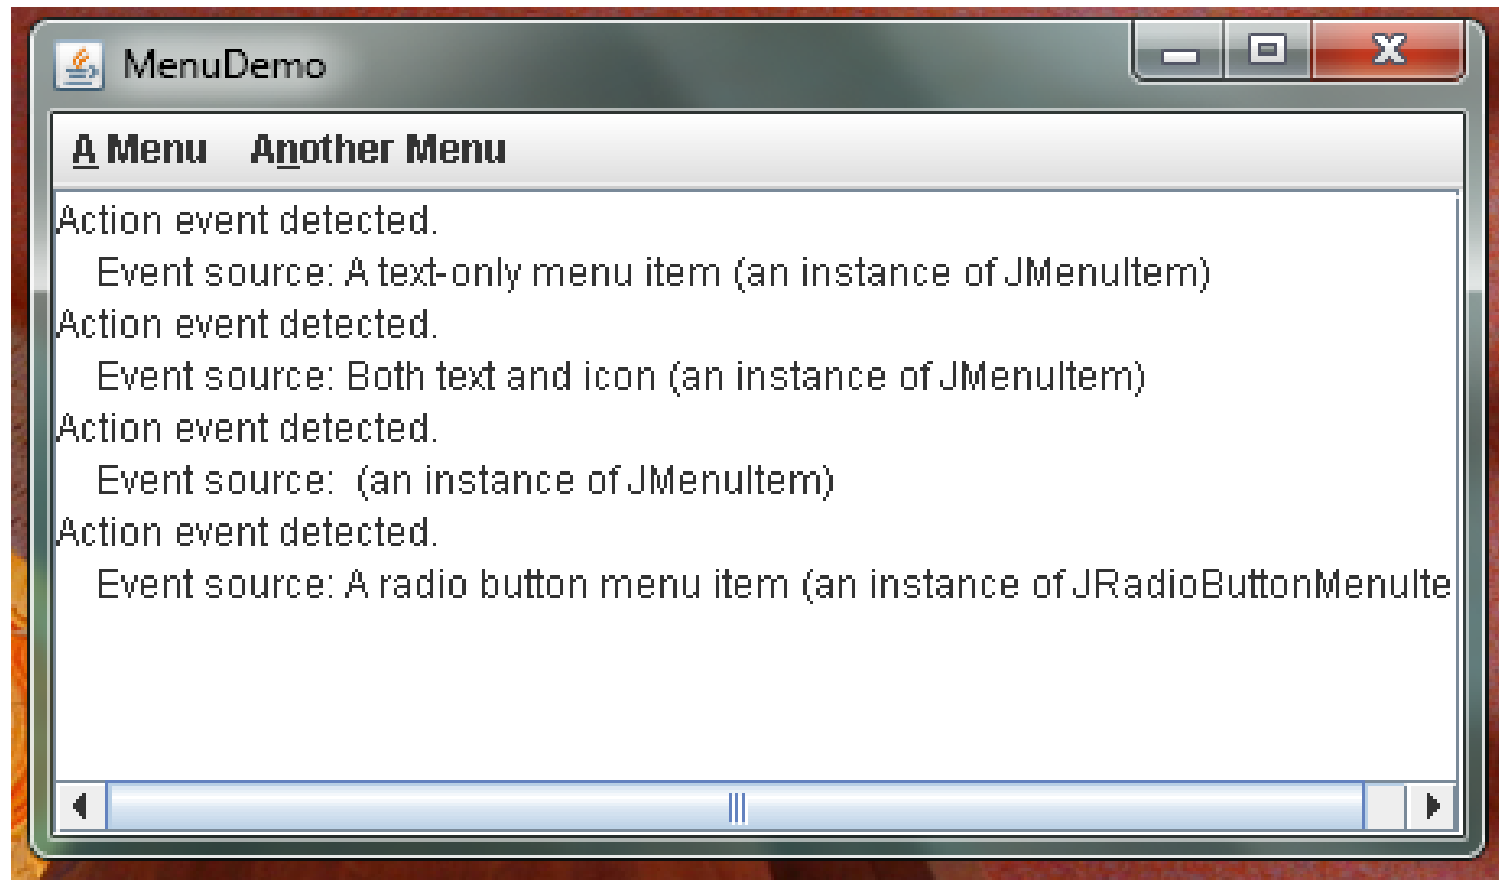 MenuDemo
A Menu Another Menu
Action event detected.
Event source: A text-only menu item (an instance of JMenuItem)
Action event detected.
Event source: Both text and icon (an instance of JMenuItem)
Action event detected.
Event source:  (an instance of JMenuItem)
Action event detected.
Event source: A radio button menu item (an instance of JRadioButtonMenuIte